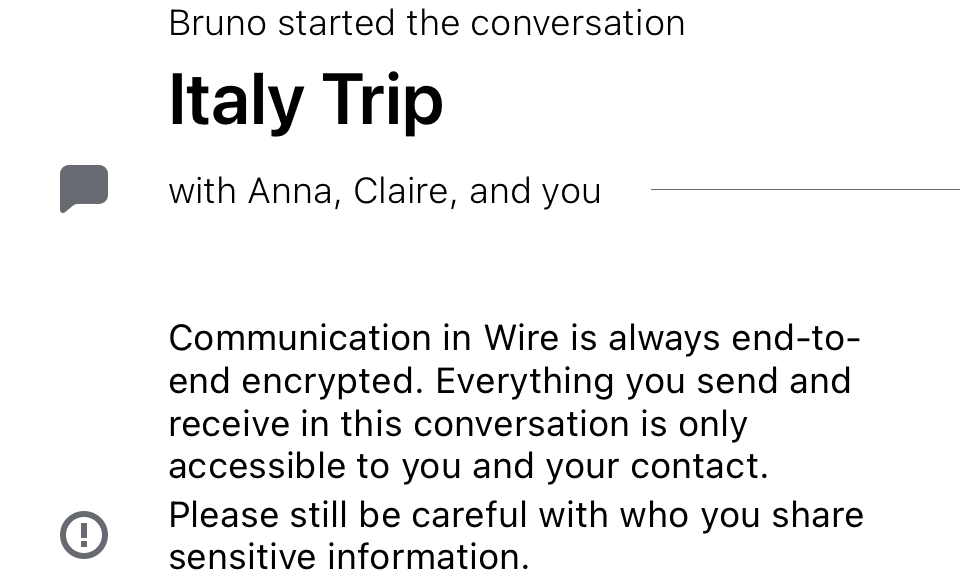 Bruno started the conversation
Italy Trip
with Anna, Claire, and you
Communication in Wire is always end-to-
end encrypted. Everything you send and
receive in this conversation is only
accessible to you and your contact.
Please still be careful with who you share
sensitive information.